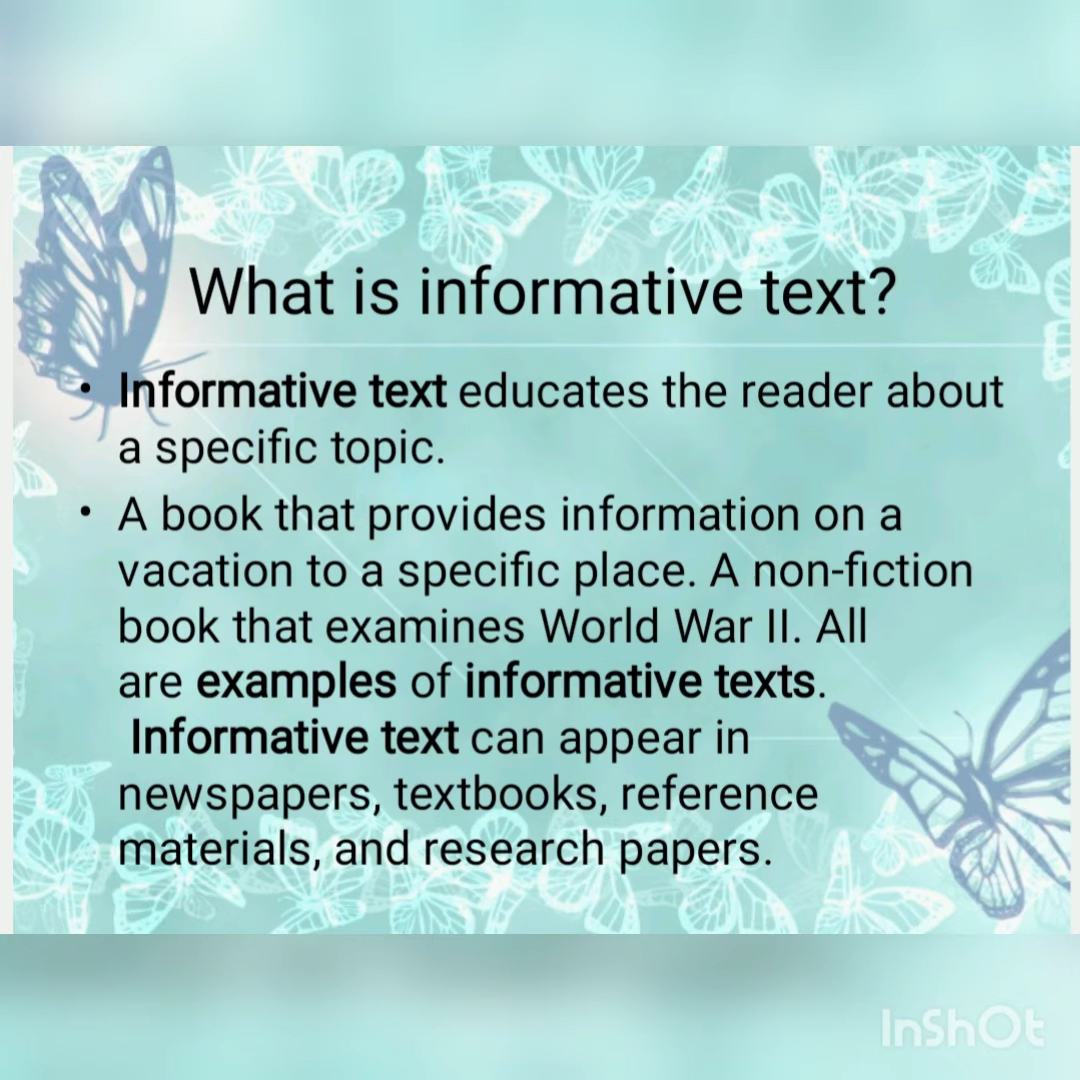 What is informative text?
• Informative text educates the reader about
a specific topic.
• A book that provides information on a
vacation to a specific place. A non-fiction
book that examines World War II. All
are examples of informative texts.
Informative text can appear in
newspapers, textbooks, reference
materials, and research papers.
InShOt